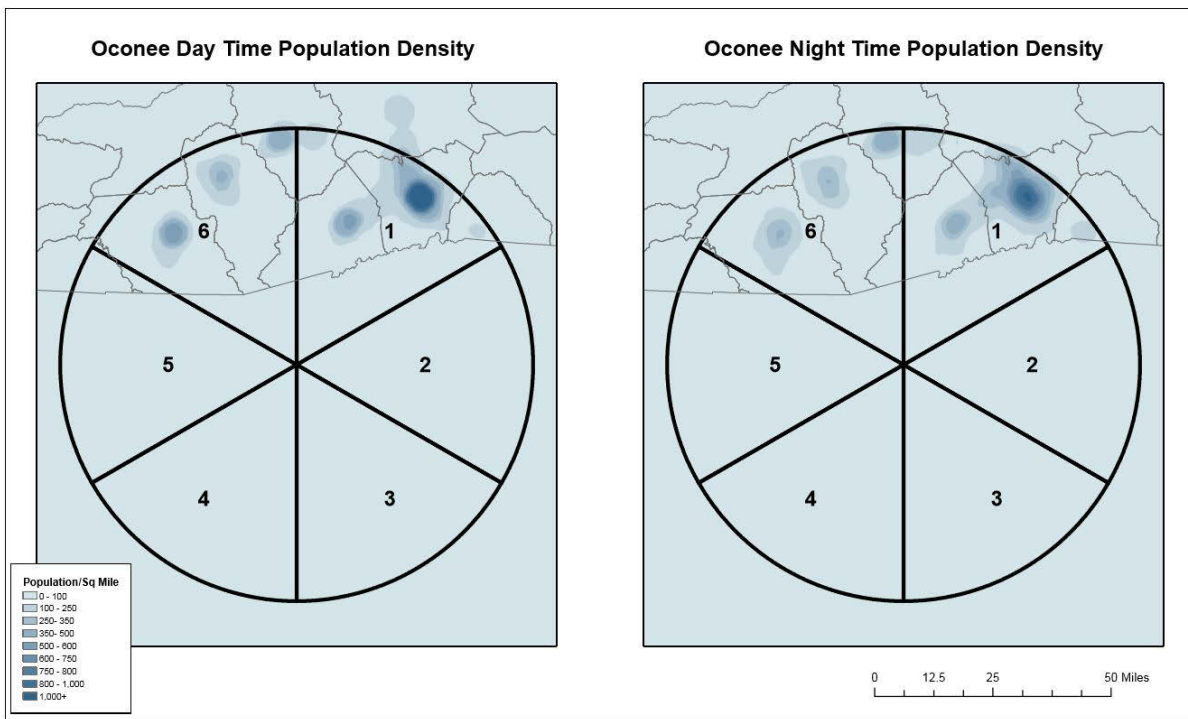 Oconee Day Time Population Density
Oconee Night Time Population Density
6
1
5
2
4
3
6
1
5
2
4
3
Population/Sq Mile
0 - 100
100 - 250
250- 350
350- 500
500 - 600
600 - 750
750 - 800
800 - 1,000
1,000+
0 12.5 25 50 Miles